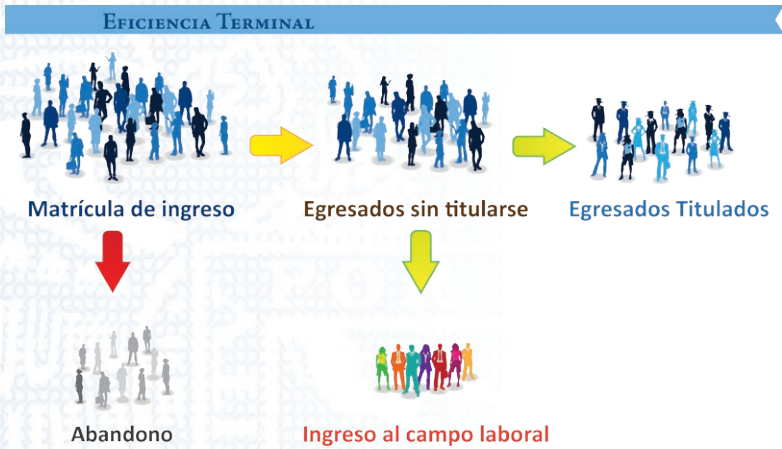 Eficiencia Terminal
Matrícula de ingreso
Egresados sin titularse
Egresados Titulados
Abandono
Ingreso al campo laboral